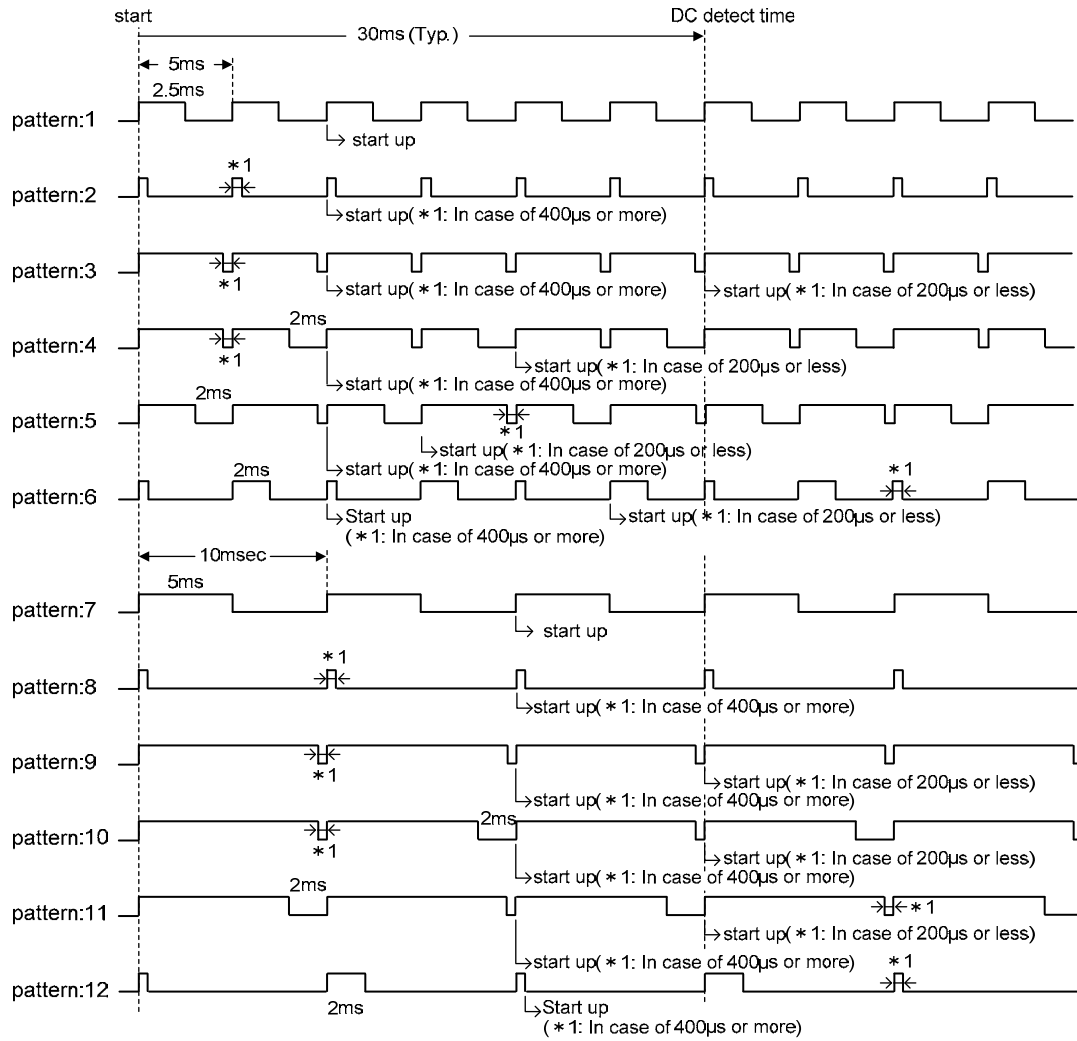 start
DC detect time
30ms (Typ.)
5ms
2.5ms
pattern:1
start up
*1
pattern:2
start up(*1: In case of 400µs or more)
pattern:3
*1
start up(*1: In case of 400µs or more)
start up(*1: In case of 200µs or less)
2ms
pattern:4
*1
start up(*1: In case of 200µs or less)
start up(*1: In case of 400µs or more)
2ms
pattern:5
*1
start up(*1: In case of 200µs or less)
start up(*1: In case of 400µs or more)
2ms
*1
pattern:6
Start up
(*1: In case of 400µs or more)
start up(*1: In case of 200µs or less)
10msec
5ms
pattern:7
start up
*1
pattern:8
start up(*1: In case of 400µs or more)
pattern:9
*1
start up(*1: In case of 200µs or less)
start up(*1: In case of 400µs or more)
2ms
pattern:10
*1
start up(*1: In case of 200µs or less)
start up(*1: In case of 400µs or more)
2ms
pattern:11
*1
start up(*1: In case of 200µs or less)
start up(*1: In case of 400µs or more)
*1
pattern:12
2ms
Start up
(*1: In case of 400µs or more)